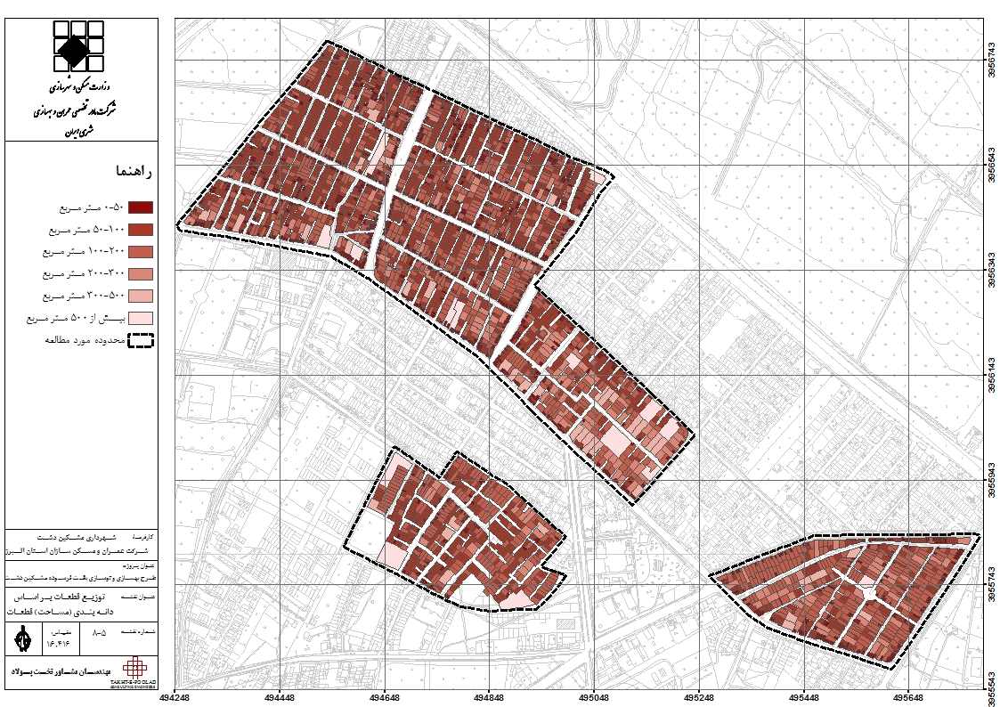 وزارت مسکن و شهرسازی
شرکت مادر تخصصی عمران و بهسازی
شهری ایران
راهنما
۰-۵۰ متر مربع
۵۰-۱۰۰ متر مربع
۱۰۰-۲۰۰ متر مربع
۲۰۰-۳۰۰ متر مربع
۳۰۰-۵۰۰ متر مربع
بیش از ۵۰۰ متر مربع
محدوده مورد مطالعه
کارفرما: شهرداری مشکین دشت
شرکت عمران و مسکن سازان استان البرز
عنوان پروژه:
طرح بهسازی و نوسازی بافت فرسوده مشکین دشت
عنوان نقشه: توزیع قطعات بر اساس
دانه بندی (مساحت) قطعات
شماره نقشه: ۸-۵
مقیاس: ۱۶,۴۱۶
مهندسان مشاور تخت پولاد
TAKHT-E-POOLAD
CONSULTING ENGINEERS
3956743
3956543
3956343
3956143
3955943
3955743
3955543
494248 494448 494648 494848 495048 495248 495448 495648